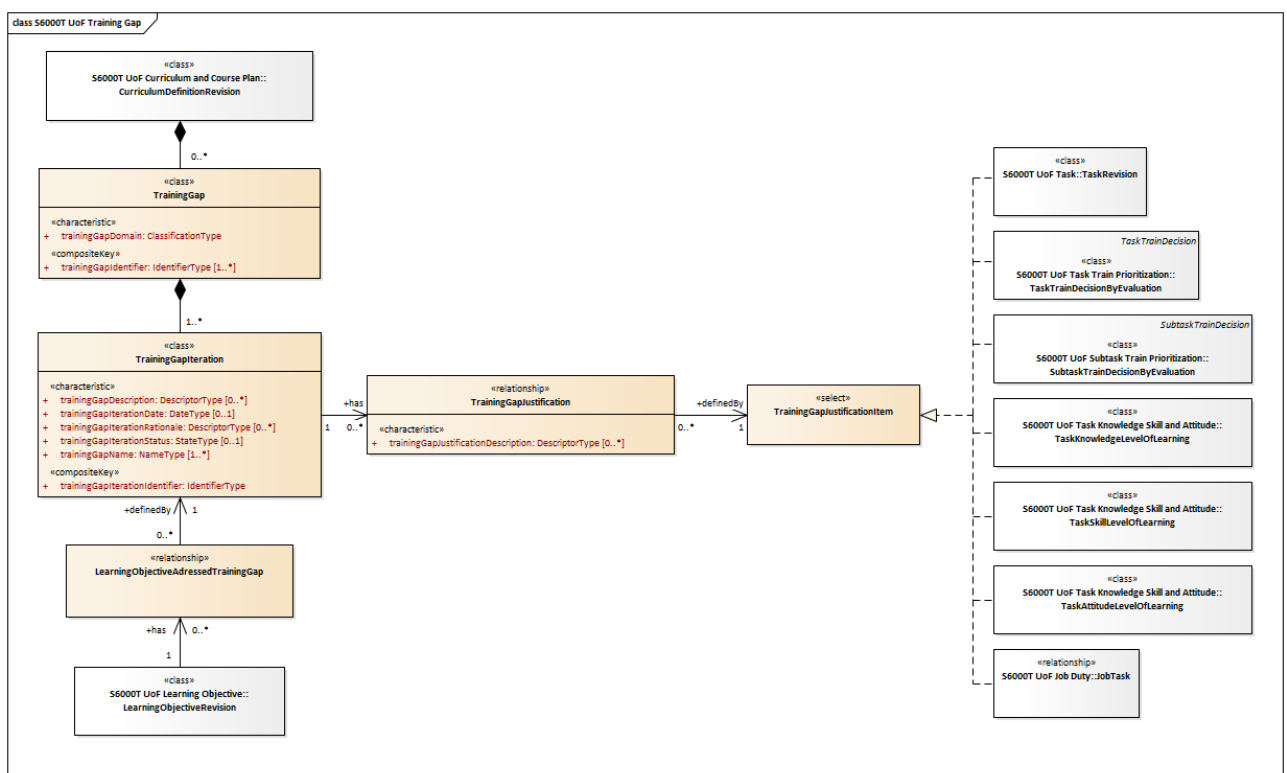 class S6000T UoF Training Gap
«class»
S6000T UoF Curriculum and Course Plan::
CurriculumDefinitionRevision
0..*
«class»
TrainingGap
«characteristic»
+ trainingGapDomain: ClassificationType
«compositeKey»
+ trainingGapIdentifier: IdentifierType [1..*]
1..*
«class»
TrainingGapIteration
«characteristic»
+ trainingGapDescription: DescriptorType [0..*]
+ trainingGapIterationDate: DateType [0..1]
+ trainingGapIterationRationale: DescriptorType [0..*]
+ trainingGapIterationStatus: StateType [0..1]
+ trainingGapName: NameType [1..*]
«compositeKey»
+ trainingGapIterationIdentifier: IdentifierType
+definedBy
1
0..*
«relationship»
LearningObjectiveAdressedTrainingGap
+has
0..*
1
«class»
S6000T UoF Learning Objective::
LearningObjectiveRevision
+has
1
0..*
«relationship»
TrainingGapJustification
«characteristic»
+ trainingGapJustificationDescription: DescriptorType [0..*]
+definedBy
0..*
1
«select»
TrainingGapJustificationItem
«class»
S6000T UoF Task::TaskRevision
TaskTrainDecision
«class»
S6000T UoF Task Train Prioritization::
TaskTrainDecisionByEvaluation
SubtaskTrainDecision
«class»
S6000T UoF Subtask Train Prioritization::
SubtaskTrainDecisionByEvaluation
«class»
S6000T UoF Task Knowledge Skill and Attitude::
TaskKnowledgeLevelOfLearning
«class»
S6000T UoF Task Knowledge Skill and Attitude::
TaskSkillLevelOfLearning
«class»
S6000T UoF Task Knowledge Skill and Attitude::
TaskAttitudeLevelOfLearning
«relationship»
S6000T UoF Job Duty::JobTask